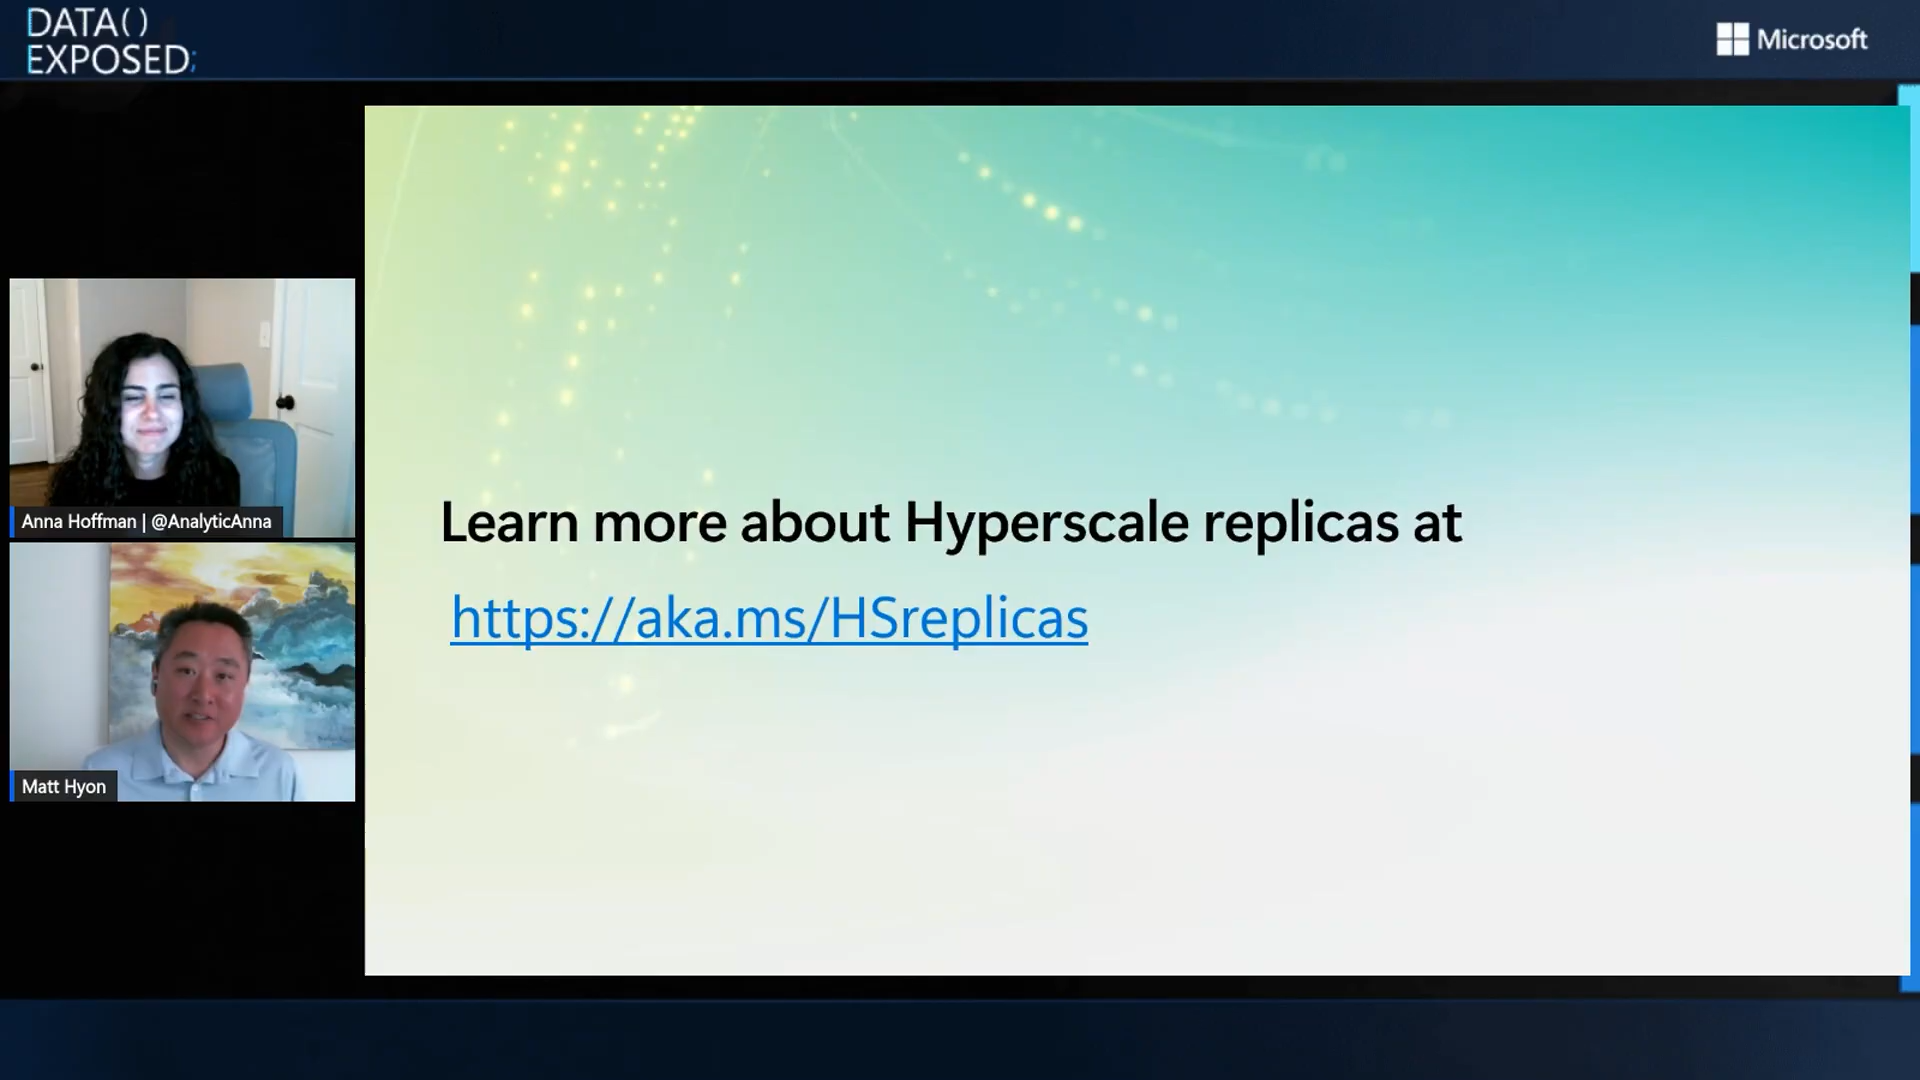 DATA()
EXPOSED;
Microsoft
Anna Hoffman | @AnalyticAnna
Matt Hyon
Learn more about Hyperscale replicas at
https://aka.ms/HSreplicas